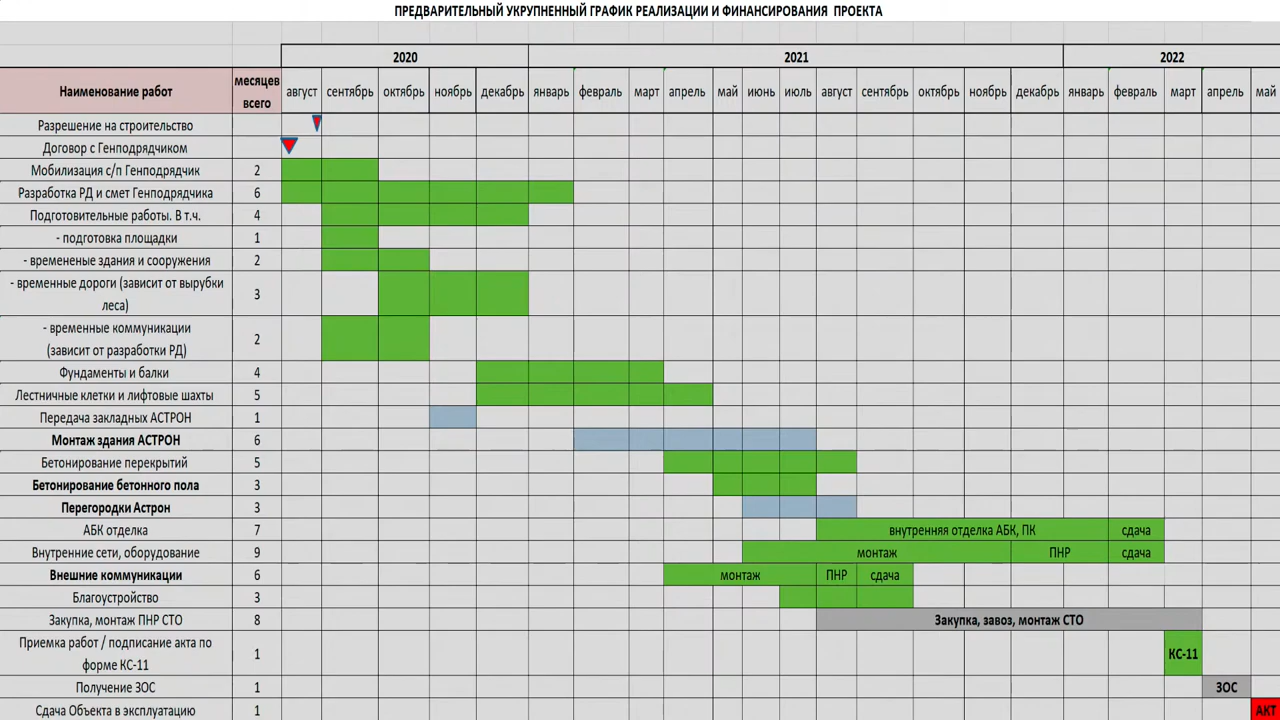 ПРЕДВАРИТЕЛЬНЫЙ УКРУПНЕННЫЙ ГРАФИК РЕАЛИЗАЦИИ И ФИНАНСИРОВАНИЯ ПРОЕКТА
2020 2021 2022
Наименование работ месяцев всего август сентябрь октябрь ноябрь декабрь январь февраль март апрель май июнь июль август сентябрь октябрь ноябрь декабрь январь февраль март апрель май
Разрешение на строительство
Договор с Генподрядчиком
Мобилизация с/п Генподрядчик 2
Разработка РД и смет Генподрядчика 6
Подготовительные работы. В т.ч. 4
- подготовка площадки 1
- времененые здания и сооружения 2
- временные дороги (зависит от вырубки
леса) 3
- временные коммуникации
(зависит от разработки РД) 2
Фундаменты и балки 4
Лестничные клетки и лифтовые шахты 5
Передача закладных АСТРОН 1
Монтаж здания АСТРОН 6
Бетонирование перекрытий 5
Бетонирование бетонного пола 3
Перегородки Астрон 3
АБК отделка 7 внутренняя отделка АБК, ПК сдача
Внутренние сети, оборудование 9 монтаж ПНР сдача
Внешние коммуникации 6 монтаж ПНР сдача
Благоустройство 3
Закупка, монтаж ПНР СТО 8 Закупка, завоз, монтаж СТО
Приемка работ / подписание акта по
форме КС-11 1 КС-11
Получение ЗОС 1 ЗОС
Сдача Объекта в эксплуатацию 1 АКТ